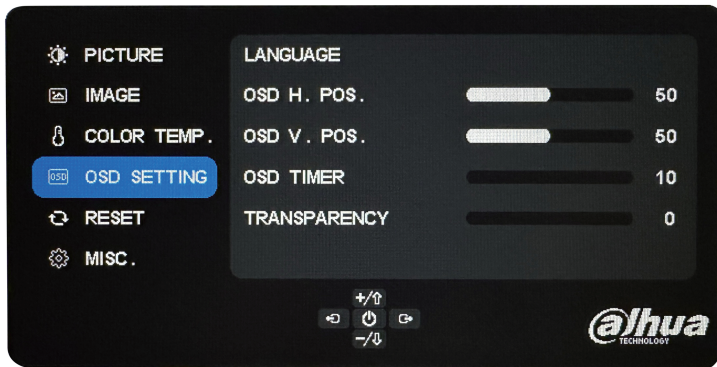 PICTURE
IMAGE
COLOR TEMP.
OSD OSD SETTING
RESET
MISC.
LANGUAGE
OSD H. POS. 50
OSD V. POS. 50
OSD TIMER 10
TRANSPARENCY 0
+/⇧
−/⇩
alhua
TECHNOLOGY